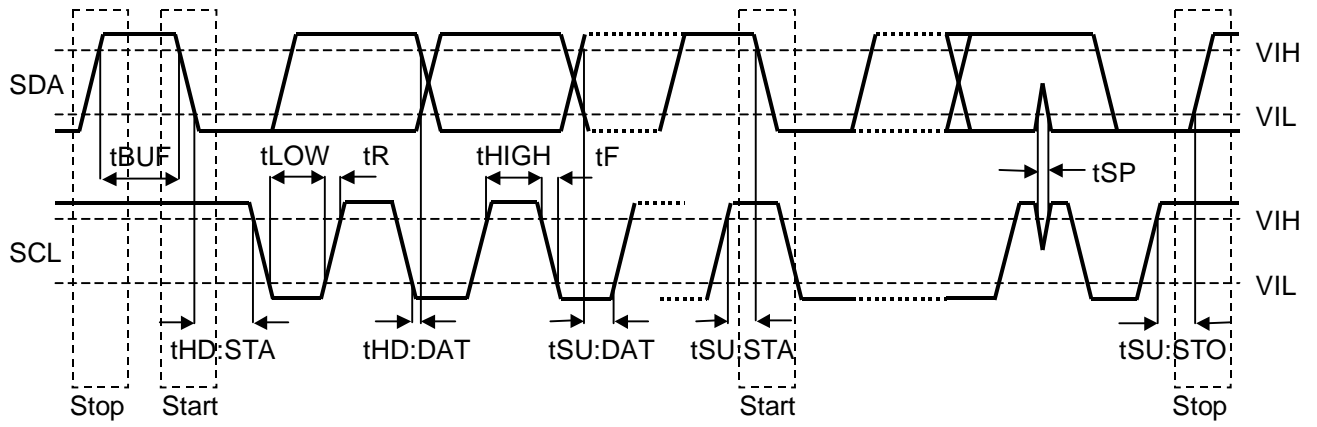 VIH
SDA
VIL
tBUF
tLOW
tR
tHIGH
tF
tSP
VIH
SCL
VIL
tHD:STA
tHD:DAT
tSU:DAT
tSU:STA
tSU:STO
Stop
Start
Start
Stop